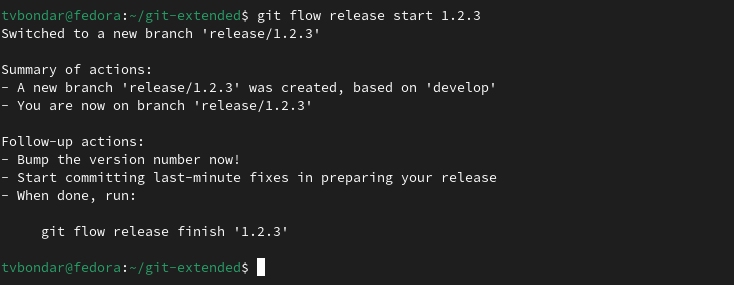 tvbondar@fedora:~/git-extended$ git flow release start 1.2.3
Switched to a new branch 'release/1.2.3'
Summary of actions:
- A new branch 'release/1.2.3' was created, based on 'develop'
- You are now on branch 'release/1.2.3'
Follow-up actions:
- Bump the version number now!
- Start committing last-minute fixes in preparing your release
- When done, run:
git flow release finish '1.2.3'
tvbondar@fedora:~/git-extended$